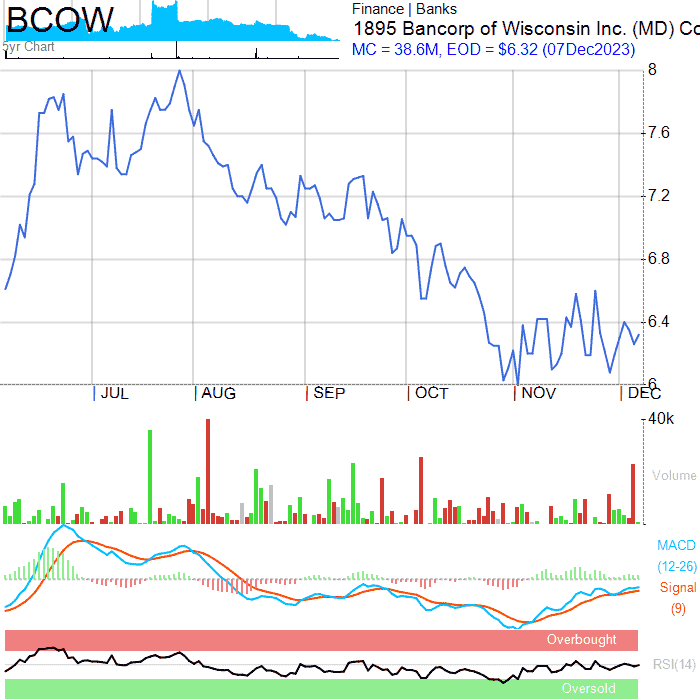 BCOW
5yr Chart
Finance | Banks
1895 Bancorp of Wisconsin Inc. (MD) Co
MC = 38.6M, EOD = $6.32 (07Dec2023)
8
7.6
7.2
6.8
6.4
6
JUL AUG SEP OCT NOV DEC
40k
Volume
MACD
(12-26)
Signal
(9)
Overbought
RSI(14)
Oversold